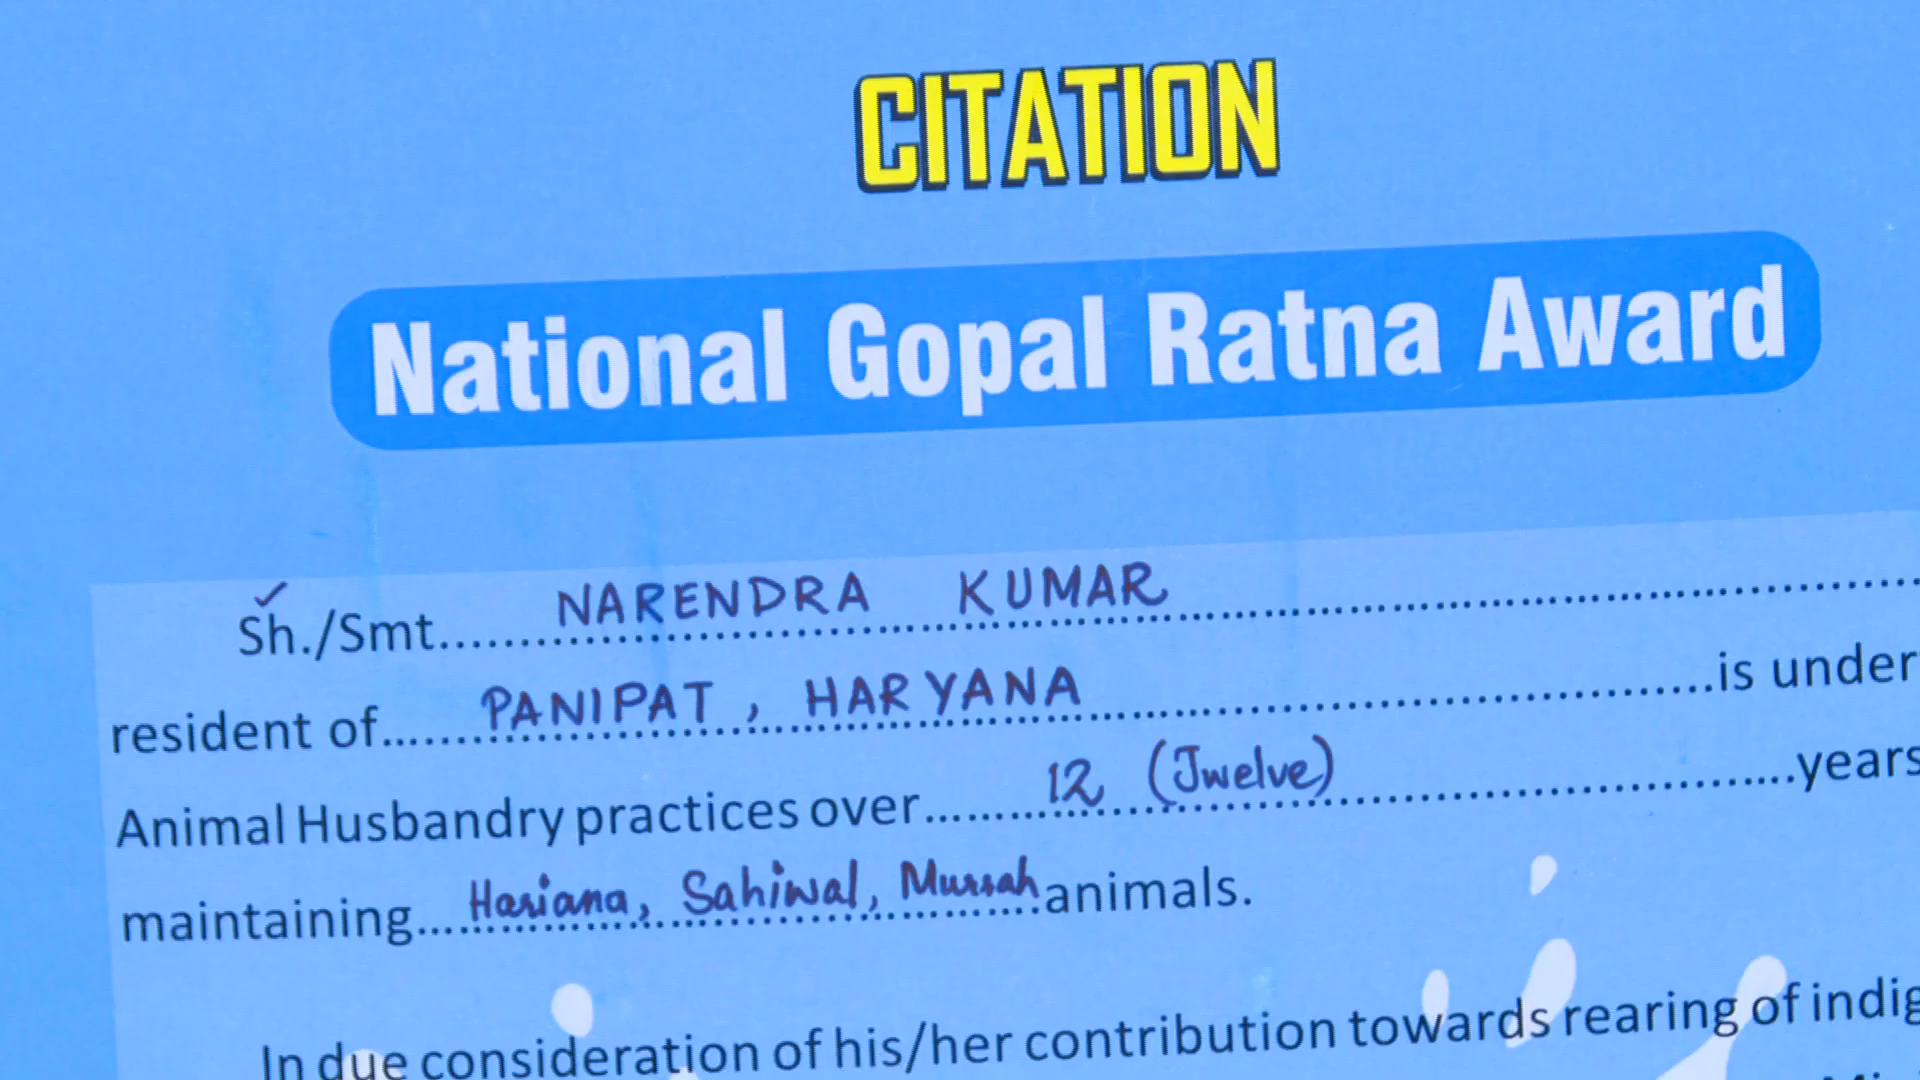 CITATION
National Gopal Ratna Award
Sh./Smt.....NARENDRA KUMAR.....
resident of.....PANIPAT, HARYANA.....is under
Animal Husbandry practices over.....12 (Twelve).....years
maintaining...Hariana, Sahiwal, Murrah...animals.
In due consideration of his/her contribution towards rearing of indig